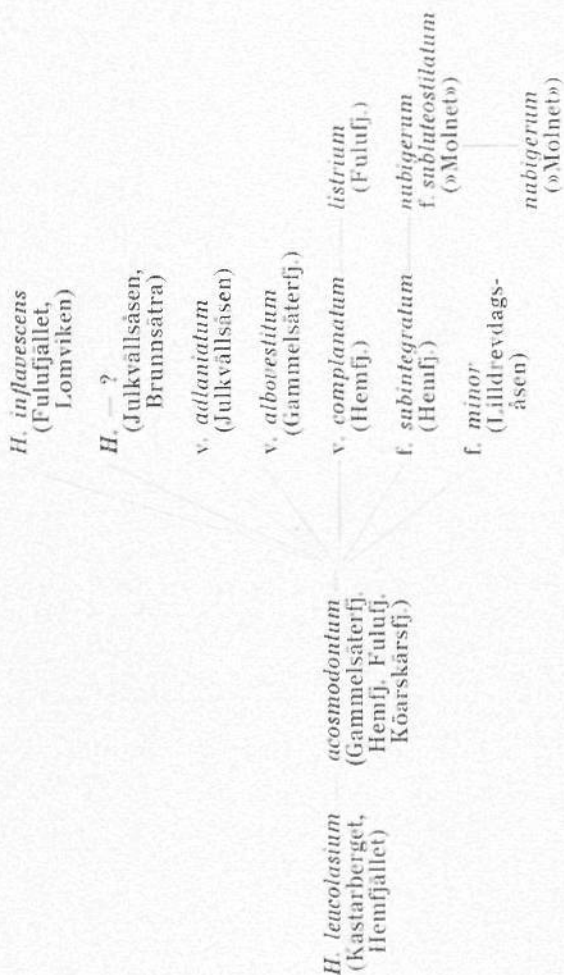 H. inflavescens
(Fulufjället,
Lomviken)
H. — ?
(Julkvällsåsen,
Brunnsätra)
v. adlaniatum
(Julkvällsåsen)
v. albovestitum
(Gammelsäterfj.)
H. leucolasium
(Kastarberget,
Hemfjället)
acosmodontum
(Gammelsäterfj.
Hemfj. Fulufj.
Köarskärsfj.)
v. complanatum
(Hemfj.)
listrium
(Fulufj.)
f. subintegratum
(Hemfj.)
nubigerum
f. subluteostilatum
(»Molnet»)
f. minor
(Lilldrevdags-
åsen)
nubigerum
(»Molnet»)